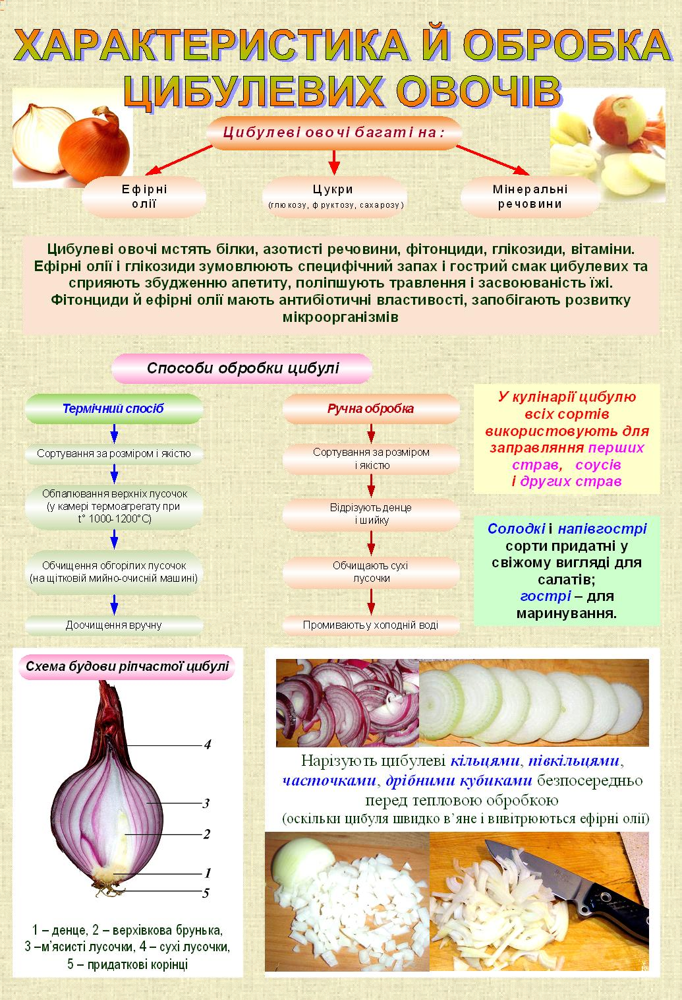 ХАРАКТЕРИСТИКА Й ОБРОБКА
ЦИБУЛЕВИХ ОВОЧІВ
Цибулеві овочі багаті на:
Ефірні
олії
Цукри
(глюкозу, фруктозу, сахарозу)
Мінеральні
речовини
Цибулеві овочі мстять білки, азотисті речовини, фітонциди, глікозиди, вітаміни.
Ефірні олії і глікозиди зумовлюють специфічний запах і гострий смак цибулевих та
сприяють збудженню апетиту, поліпшують травлення і засвоюваність їжі.
Фітонциди й ефірні олії мають антибіотичні властивості, запобігають розвитку
мікроорганізмів
Способи обробки цибулі
Термічний спосіб
Сортування за розміром і якістю
Обпалювання верхніх лусочок
(у камері термоагрегату при
t° 1000-1200°С)
Обчищення обгорілих лусочок
(на щітковій мийно-очисній машині)
Доочищення вручну
Ручна обробка
Сортування за розміром
і якістю
Відрізують денце
і шийку
Обчищають сухі
лусочки
Промивають у холодній воді
У кулінарії цибулю
всіх сортів
використовують для
заправляння перших
страв, соусів
і других страв
Солодкі і напівгострі
сорти придатні у
свіжому вигляді для
салатів;
гострі – для
маринування.
Схема будови ріпчастої цибулі
4
3
2
1
5
1 – денце, 2 – верхівкова брунька,
3 –м'ясисті лусочки, 4 – сухі лусочки,
5 – придаткові корінці
Нарізують цибулеві кільцями, півкільцями,
часточками, дрібними кубиками безпосередньо
перед тепловою обробкою
(оскільки цибуля швидко в’яне і вивітрюються ефірні олії)